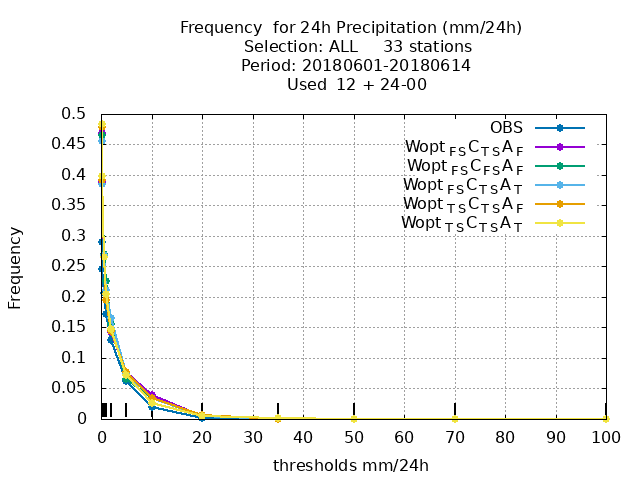 Frequency for 24h Precipitation (mm/24h)
Selection: ALL 33 stations
Period: 20180601-20180614
Used 12 + 24-00
0.5
0.45
0.4
0.35
0.3
0.25
0.2
0.15
0.1
0.05
0
Frequency
OBS
Wopt FS C TS A F
Wopt FS C FS A F
Wopt FS C TS A T
Wopt TS C TS A F
Wopt TS C TS A T
0 10 20 30 40 50 60 70 80 90 100
thresholds mm/24h